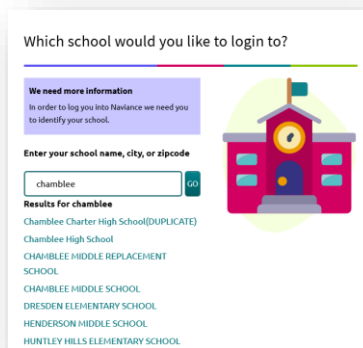 Which school would you like to login to?
We need more information
In order to log you into Naviance we need you
to identify your school.
Enter your school name, city, or zipcode
chamblee
GO
Results for chamblee
Chamblee Charter High School(DUPLICATE)
Chamblee High School
CHAMBLEE MIDDLE REPLACEMENT
SCHOOL
CHAMBLEE MIDDLE SCHOOL
DRESDEN ELEMENTARY SCHOOL
HENDERSON MIDDLE SCHOOL
HUNTLEY HILLS ELEMENTARY SCHOOL